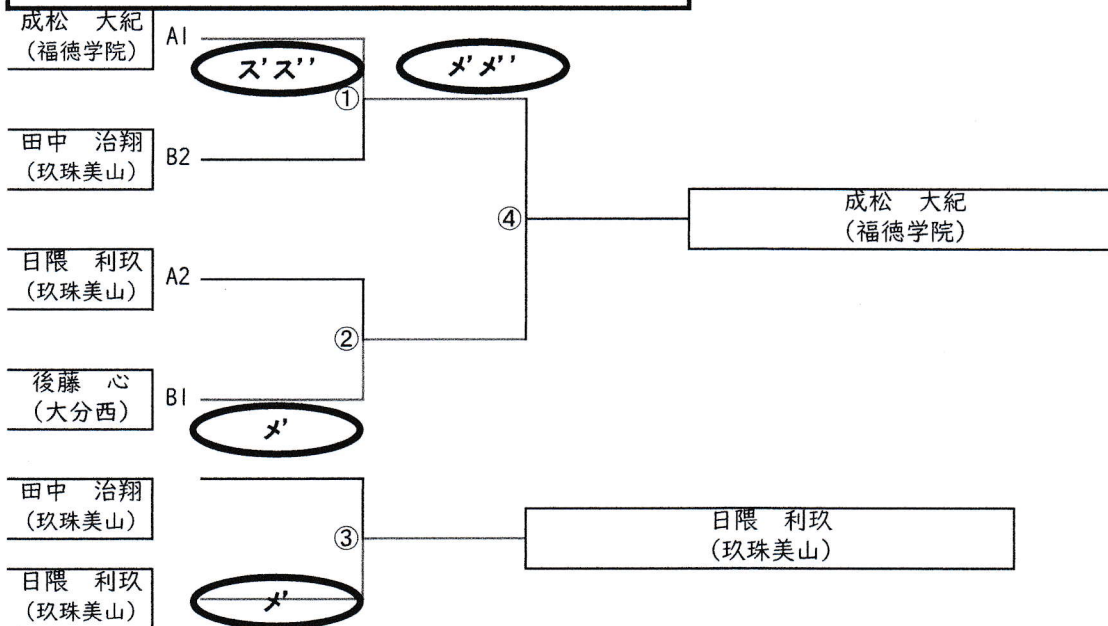 成松 大紀
(福徳学院)
A1
ス'ス''
メ'メ''
①
田中 治翔
(玖珠美山)
B2
④
成松 大紀
(福徳学院)
日隈 利玖
(玖珠美山)
A2
②
後藤 心
(大分西)
B1
メ'
田中 治翔
(玖珠美山)
③
日隈 利玖
(玖珠美山)
日隈 利玖
(玖珠美山)
メ'